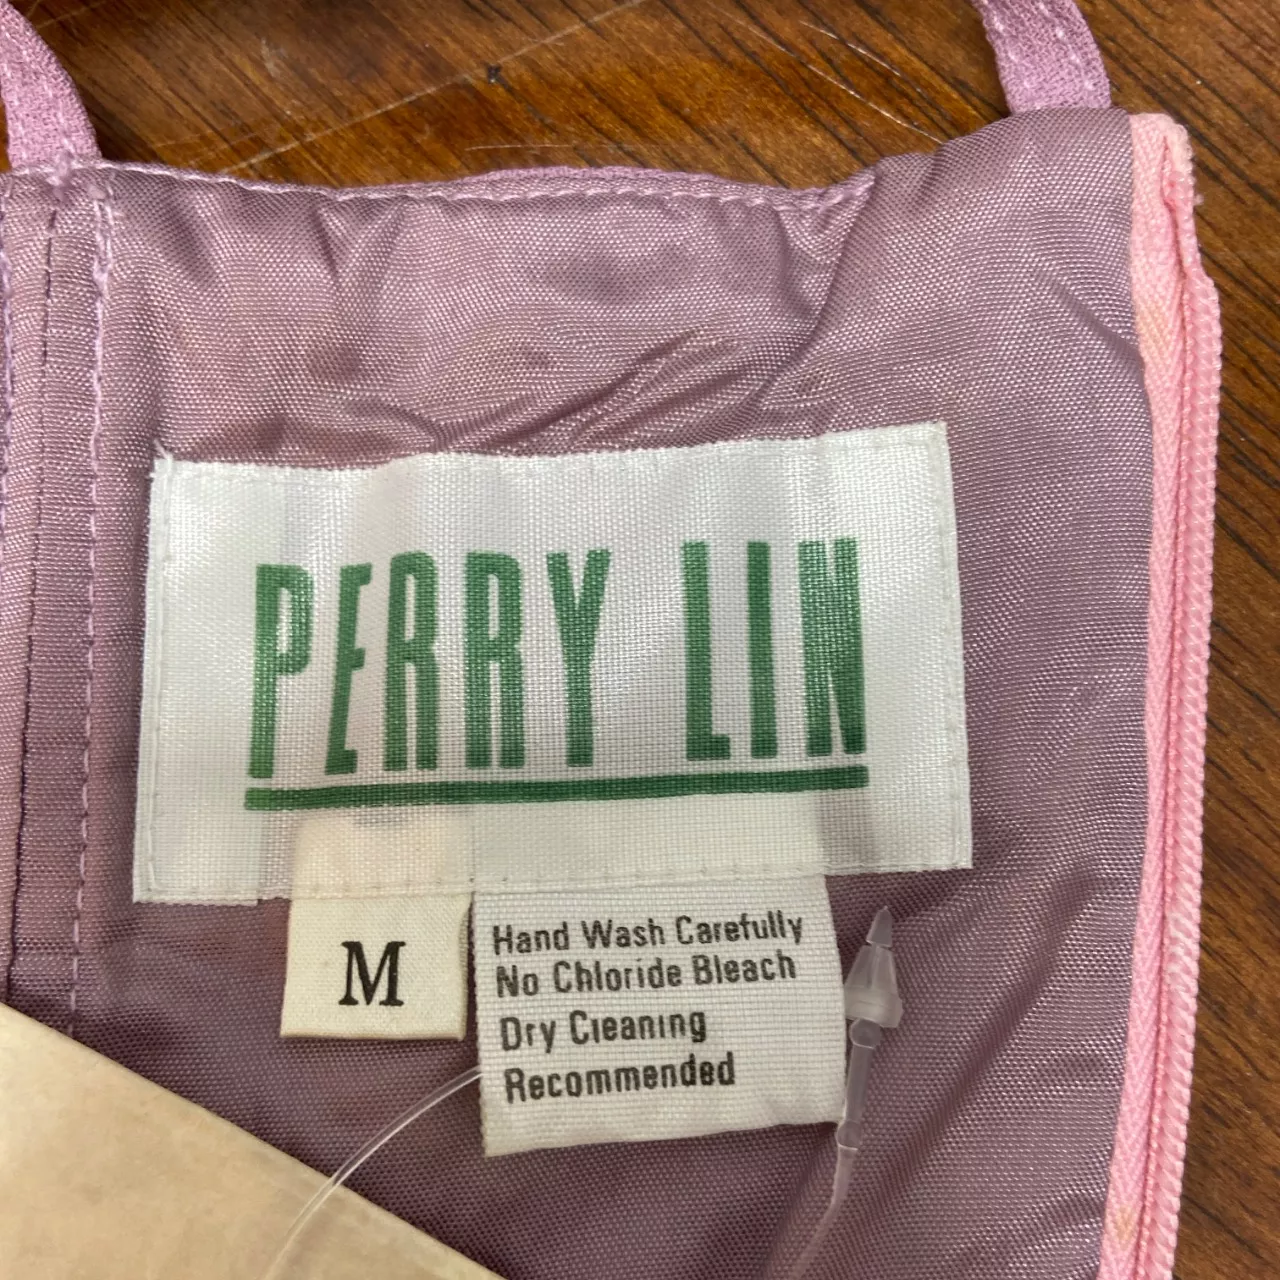 PERRY LIN
M
Hand Wash Carefully
No Chloride Bleach
Dry Cleaning
Recommended